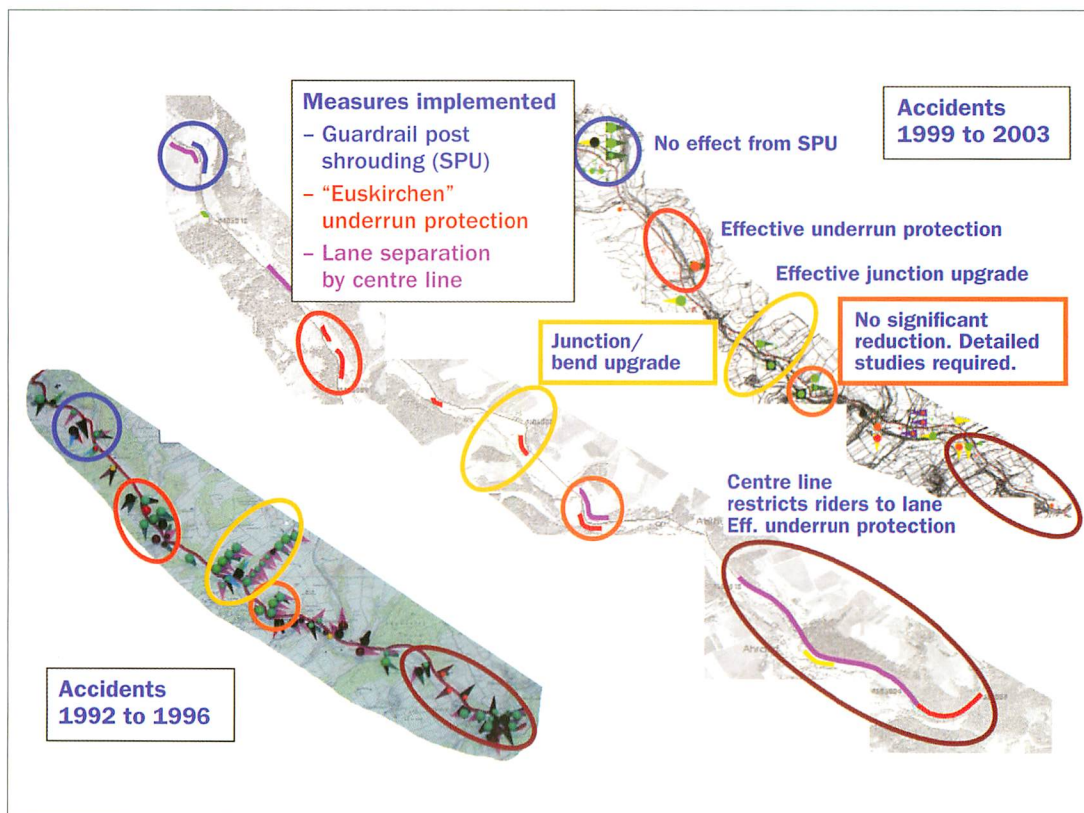 Measures implemented
– Guardrail post
shrouding (SPU)
– “Euskirchen”
underrun protection
– Lane separation
by centre line
Accidents
1999 to 2003
No effect from SPU
Effective underrun protection
Effective junction upgrade
Junction/
bend upgrade
No significant
reduction. Detailed
studies required.
Centre line
restricts riders to lane
Eff. underrun protection
Accidents
1992 to 1996